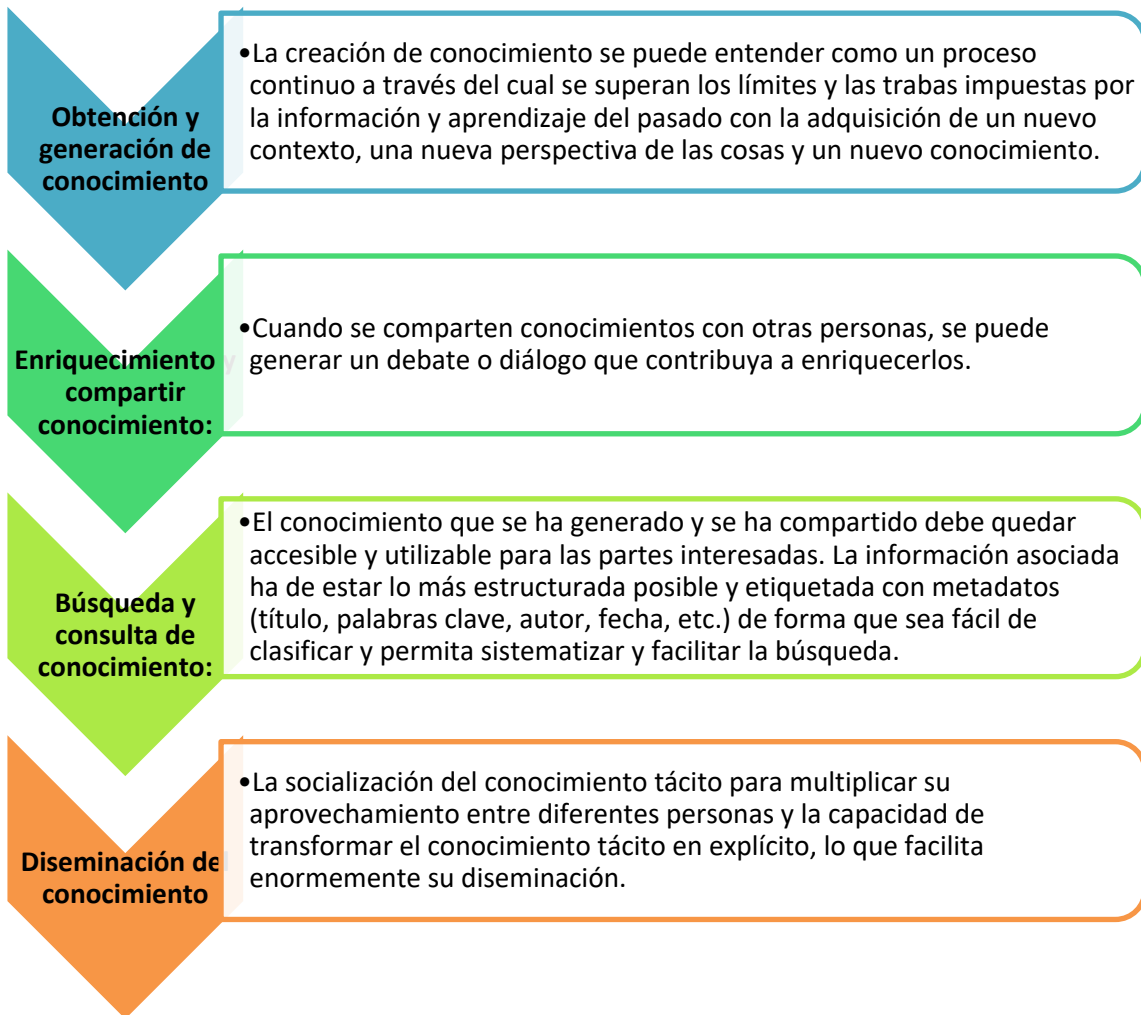 Obtención y
generación de
conocimiento
•La creación de conocimiento se puede entender como un proceso
continuo a través del cual se superan los límites y las trabas impuestas por
la información y aprendizaje del pasado con la adquisición de un nuevo
contexto, una nueva perspectiva de las cosas y un nuevo conocimiento.
Enriquecimiento y
compartir
conocimiento:
•Cuando se comparten conocimientos con otras personas, se puede
generar un debate o diálogo que contribuya a enriquecerlos.
Búsqueda y
consulta de
conocimiento:
•El conocimiento que se ha generado y se ha compartido debe quedar
accesible y utilizable para las partes interesadas. La información asociada
ha de estar lo más estructurada posible y etiquetada con metadatos
(título, palabras clave, autor, fecha, etc.) de forma que sea fácil de
clasificar y permita sistematizar y facilitar la búsqueda.
Diseminación del
conocimiento
•La socialización del conocimiento tácito para multiplicar su
aprovechamiento entre diferentes personas y la capacidad de
transformar el conocimiento tácito en explícito, lo que facilita
enormemente su diseminación.